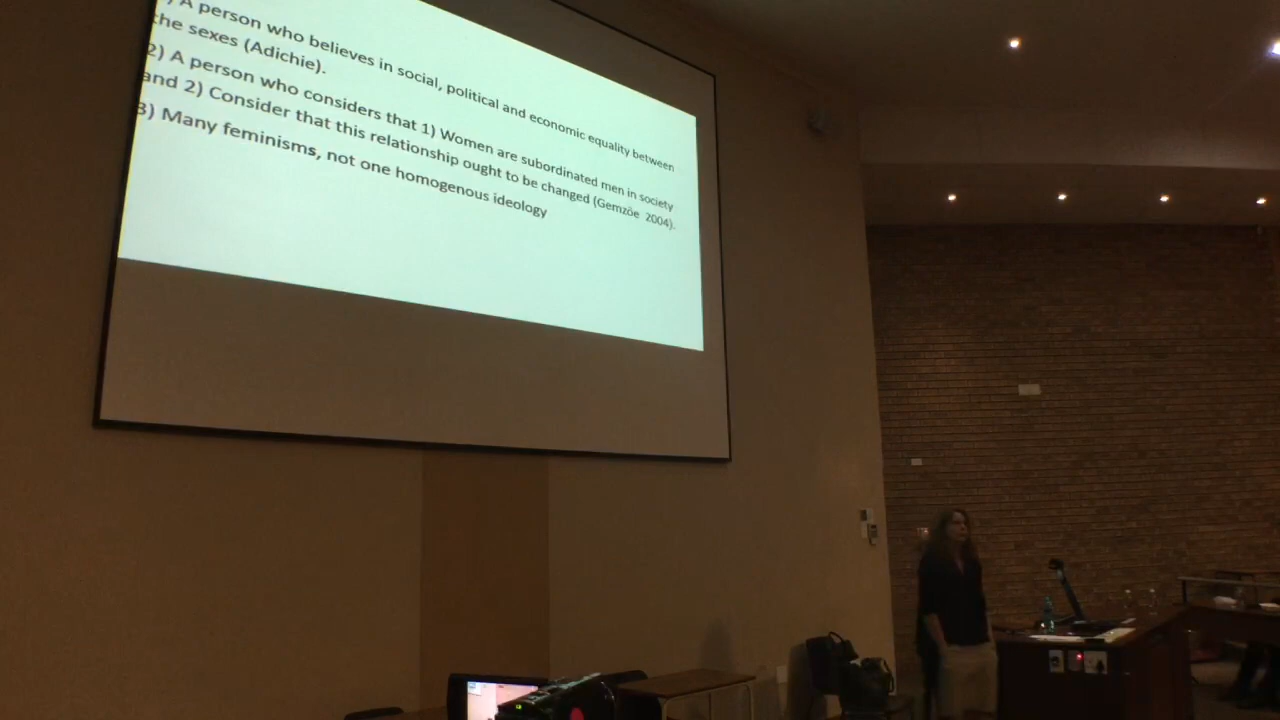 ) A person who believes in social, political and economic equality between
the sexes (Adichie).
2) A person who considers that 1) Women are subordinated men in society
and 2) Consider that this relationship ought to be changed (Gemzöe 2004).
3) Many feminisms, not one homogenous ideology